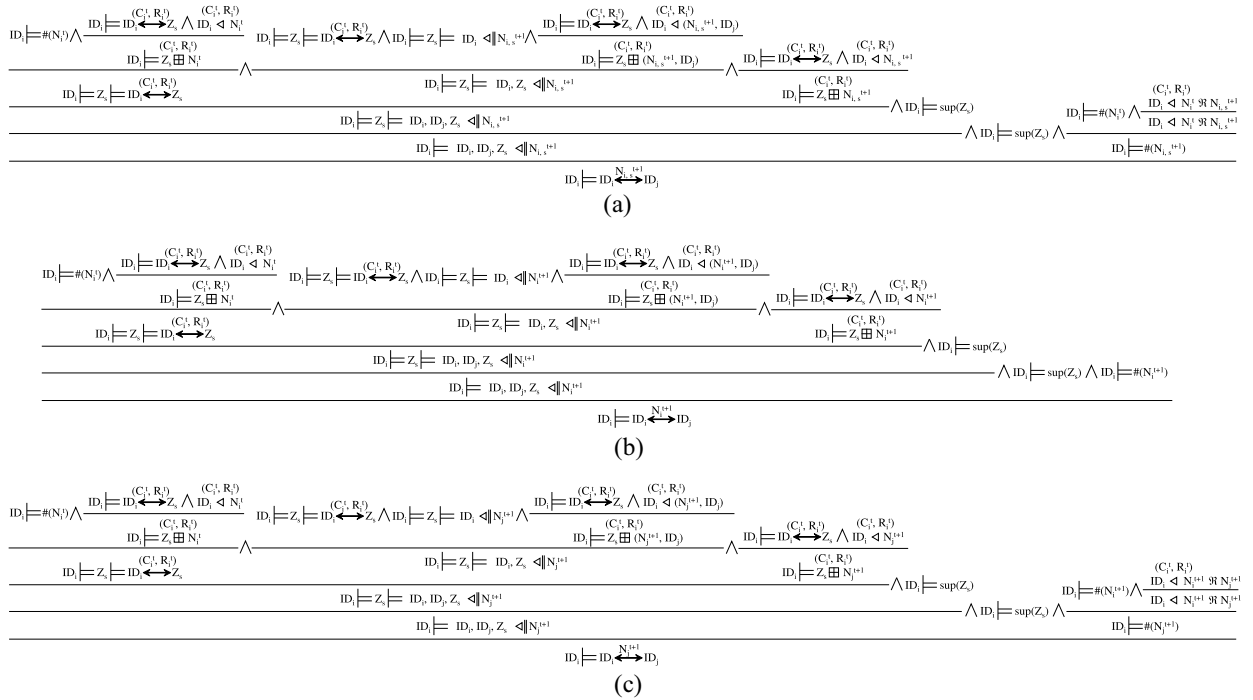 (C_i^t, R_i^t) (C_i^t, R_i^t) (C_i^t, R_i^t) (C_i^t, R_i^t)
ID_i ⊨ #(N_i^t) ∧ ID_i ⊨ ID_i ⟷ Z_s ∧ ID_i ◁ N_i^t ID_i ⊨ Z_s ⊨ ID_i ⟷^{(C_i^t, R_i^t)} Z_s ∧ ID_i ⊨ Z_s ⊨ ID_i ◁∥ N_{i, s}^{t+1} ∧ ID_i ⊨ ID_i ⟷ Z_s ∧ ID_i ◁ (N_{i, s}^{t+1}, ID_j)
ID_i ⊨ Z_s ⊞^{(C_i^t, R_i^t)} N_i^t ∧ ID_i ⊨ Z_s ⊞^{(C_i^t, R_i^t)} (N_{i, s}^{t+1}, ID_j) ∧ ID_i ⊨ ID_i ⟷^{(C_i^t, R_i^t)} Z_s ∧ ID_i ◁^{(C_i^t, R_i^t)} N_{i, s}^{t+1}
ID_i ⊨ Z_s ⊨ ID_i ⟷^{(C_i^t, R_i^t)} Z_s ID_i ⊨ Z_s ⊨ ID_i, Z_s ◁∥ N_{i, s}^{t+1} ID_i ⊨ Z_s ⊞^{(C_i^t, R_i^t)} N_{i, s}^{t+1} ∧ ID_i ⊨ sup(Z_s)
ID_i ⊨ Z_s ⊨ ID_i, ID_j, Z_s ◁∥ N_{i, s}^{t+1} ∧ ID_i ⊨ sup(Z_s) ∧ ID_i ⊨ #(N_i^t) ∧ ID_i ◁^{(C_i^t, R_i^t)} N_i^t ℜ N_{i, s}^{t+1}
ID_i ◁ N_i^t ℜ N_{i, s}^{t+1}
ID_i ⊨ ID_i, ID_j, Z_s ◁∥ N_{i, s}^{t+1} ID_i ⊨ #(N_{i, s}^{t+1})
ID_i ⊨ ID_i ⟷^{N_{i, s}^{t+1}} ID_j
(a)
(C_i^t, R_i^t) (C_i^t, R_i^t) (C_i^t, R_i^t) (C_i^t, R_i^t)
ID_i ⊨ #(N_i^t) ∧ ID_i ⊨ ID_i ⟷ Z_s ∧ ID_i ◁ N_i^t ID_i ⊨ Z_s ⊨ ID_i ⟷^{(C_i^t, R_i^t)} Z_s ∧ ID_i ⊨ Z_s ⊨ ID_i ◁∥ N_i^{t+1} ∧ ID_i ⊨ ID_i ⟷ Z_s ∧ ID_i ◁ (N_i^{t+1}, ID_j)
ID_i ⊨ Z_s ⊞^{(C_i^t, R_i^t)} N_i^t ∧ ID_i ⊨ Z_s ⊞^{(C_i^t, R_i^t)} (N_i^{t+1}, ID_j) ∧ ID_i ⊨ ID_i ⟷^{(C_i^t, R_i^t)} Z_s ∧ ID_i ◁^{(C_i^t, R_i^t)} N_i^{t+1}
ID_i ⊨ Z_s ⊨ ID_i ⟷^{(C_i^t, R_i^t)} Z_s ID_i ⊨ Z_s ⊨ ID_i, Z_s ◁∥ N_i^{t+1} ID_i ⊨ Z_s ⊞^{(C_i^t, R_i^t)} N_i^{t+1} ∧ ID_i ⊨ sup(Z_s)
ID_i ⊨ Z_s ⊨ ID_i, ID_j, Z_s ◁∥ N_i^{t+1} ∧ ID_i ⊨ sup(Z_s) ∧ ID_i ⊨ #(N_i^{t+1})
ID_i ⊨ ID_i, ID_j, Z_s ◁∥ N_i^{t+1}
ID_i ⊨ ID_i ⟷^{N_i^{t+1}} ID_j
(b)
(C_i^t, R_i^t) (C_i^t, R_i^t) (C_i^t, R_i^t) (C_i^t, R_i^t)
ID_i ⊨ #(N_i^t) ∧ ID_i ⊨ ID_i ⟷ Z_s ∧ ID_i ◁ N_i^t ID_i ⊨ Z_s ⊨ ID_i ⟷^{(C_i^t, R_i^t)} Z_s ∧ ID_i ⊨ Z_s ⊨ ID_i ◁∥ N_j^{t+1} ∧ ID_i ⊨ ID_i ⟷ Z_s ∧ ID_i ◁ (N_j^{t+1}, ID_j)
ID_i ⊨ Z_s ⊞^{(C_i^t, R_i^t)} N_i^t ∧ ID_i ⊨ Z_s ⊞^{(C_i^t, R_i^t)} (N_j^{t+1}, ID_j) ∧ ID_i ⊨ ID_i ⟷^{(C_i^t, R_i^t)} Z_s ∧ ID_i ◁^{(C_i^t, R_i^t)} N_j^{t+1}
ID_i ⊨ Z_s ⊨ ID_i ⟷^{(C_i^t, R_i^t)} Z_s ID_i ⊨ Z_s ⊨ ID_i, Z_s ◁∥ N_j^{t+1} ID_i ⊨ Z_s ⊞^{(C_i^t, R_i^t)} N_j^{t+1} ∧ ID_i ⊨ sup(Z_s)
ID_i ⊨ Z_s ⊨ ID_i, ID_j, Z_s ◁∥ N_j^{t+1} ∧ ID_i ⊨ sup(Z_s) ∧ ID_i ⊨ #(N_i^{t+1}) ∧ ID_i ◁^{(C_i^t, R_i^t)} N_i^{t+1} ℜ N_j^{t+1}
ID_i ◁ N_i^{t+1} ℜ N_j^{t+1}
ID_i ⊨ ID_i, ID_j, Z_s ◁∥ N_j^{t+1} ID_i ⊨ #(N_j^{t+1})
ID_i ⊨ ID_i ⟷^{N_j^{t+1}} ID_j
(c)